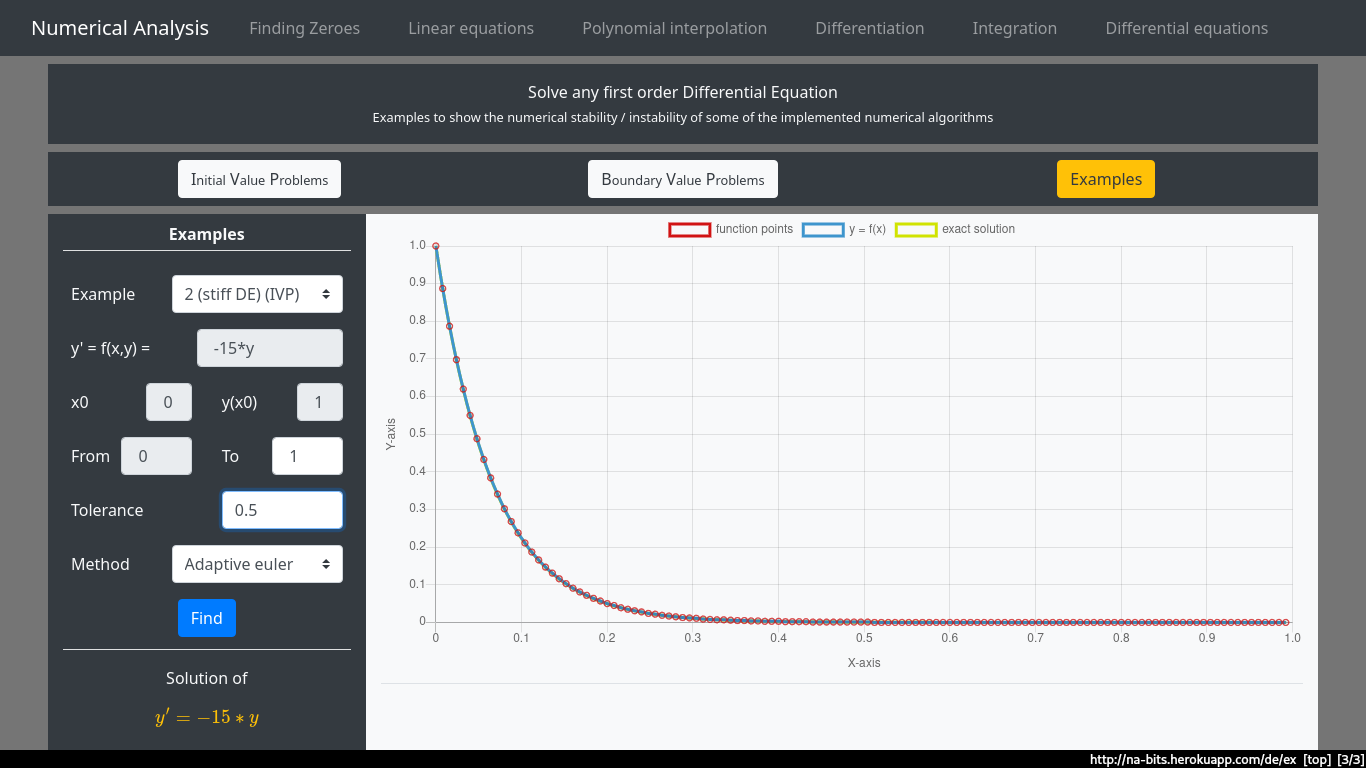 Numerical Analysis Finding Zeroes Linear equations Polynomial interpolation Differentiation Integration Differential equations
Solve any first order Differential Equation
Examples to show the numerical stability / instability of some of the implemented numerical algorithms
Initial Value Problems Boundary Value Problems Examples
Examples
Example 2 (stiff DE) (IVP)
y' = f(x,y) = -15*y
x0 0 y(x0) 1
From 0 To 1
Tolerance 0.5
Method Adaptive euler
Find
Solution of
y′ = −15 ∗ y
function points y = f(x) exact solution
Y-axis
1.0
0.9
0.8
0.7
0.6
0.5
0.4
0.3
0.2
0.1
0
0 0.1 0.2 0.3 0.4 0.5 0.6 0.7 0.8 0.9 1.0
X-axis
http://na-bits.herokuapp.com/de/ex [top] [3/3]